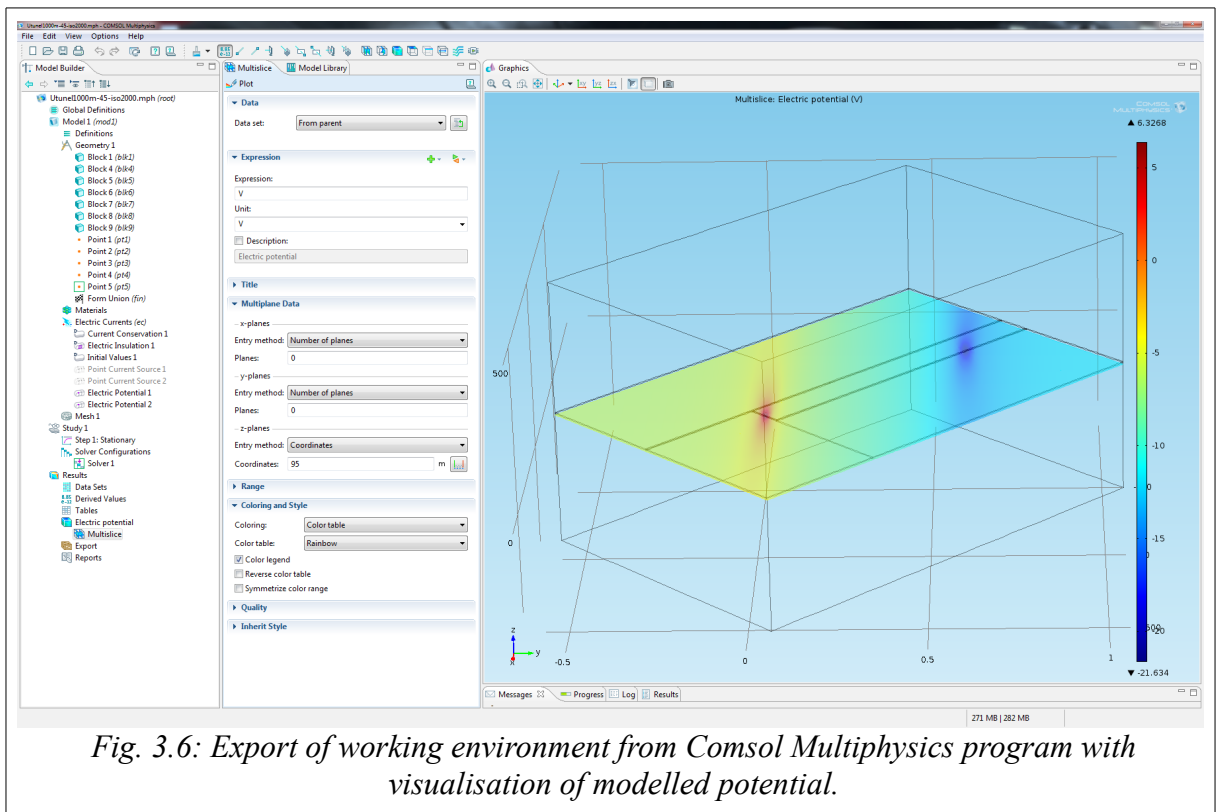 Utunel1000m-45-iso2000.mph - COMSOL Multiphysics
File Edit View Options Help
Model Builder
Utunel1000m-45-iso2000.mph (root)
Global Definitions
Model 1 (mod1)
Definitions
Geometry 1
Block 1 (blk1)
Block 4 (blk4)
Block 5 (blk5)
Block 6 (blk6)
Block 7 (blk7)
Block 8 (blk8)
Block 9 (blk9)
Point 1 (pt1)
Point 2 (pt2)
Point 3 (pt3)
Point 4 (pt4)
Point 5 (pt5)
Form Union (fin)
Materials
Electric Currents (ec)
Current Conservation 1
Electric Insulation 1
Initial Values 1
Point Current Source 1
Point Current Source 2
Electric Potential 1
Electric Potential 2
Mesh 1
Study 1
Step 1: Stationary
Solver Configurations
Solver 1
Results
Data Sets
Derived Values
Tables
Electric potential
Multislice
Export
Reports
Multislice Model Library
Plot
Data
Data set: From parent
Expression
Expression:
V
Unit:
V
Description:
Electric potential
Title
Multiplane Data
x-planes
Entry method: Number of planes
Planes: 0
y-planes
Entry method: Number of planes
Planes: 0
z-planes
Entry method: Coordinates
Coordinates: 95 m
Range
Coloring and Style
Coloring: Color table
Color table: Rainbow
Color legend
Reverse color table
Symmetrize color range
Quality
Inherit Style
Graphics
Multislice: Electric potential (V)
COMSOL
MULTIPHYSICS
▲ 6.3268
5
0
-5
-10
-15
-20
▼ -21.634
500
0
0
500
z
y
x
-0.5
0
0.5
1
Messages Progress Log Results
271 MB | 282 MB
Fig. 3.6: Export of working environment from Comsol Multiphysics program with
visualisation of modelled potential.